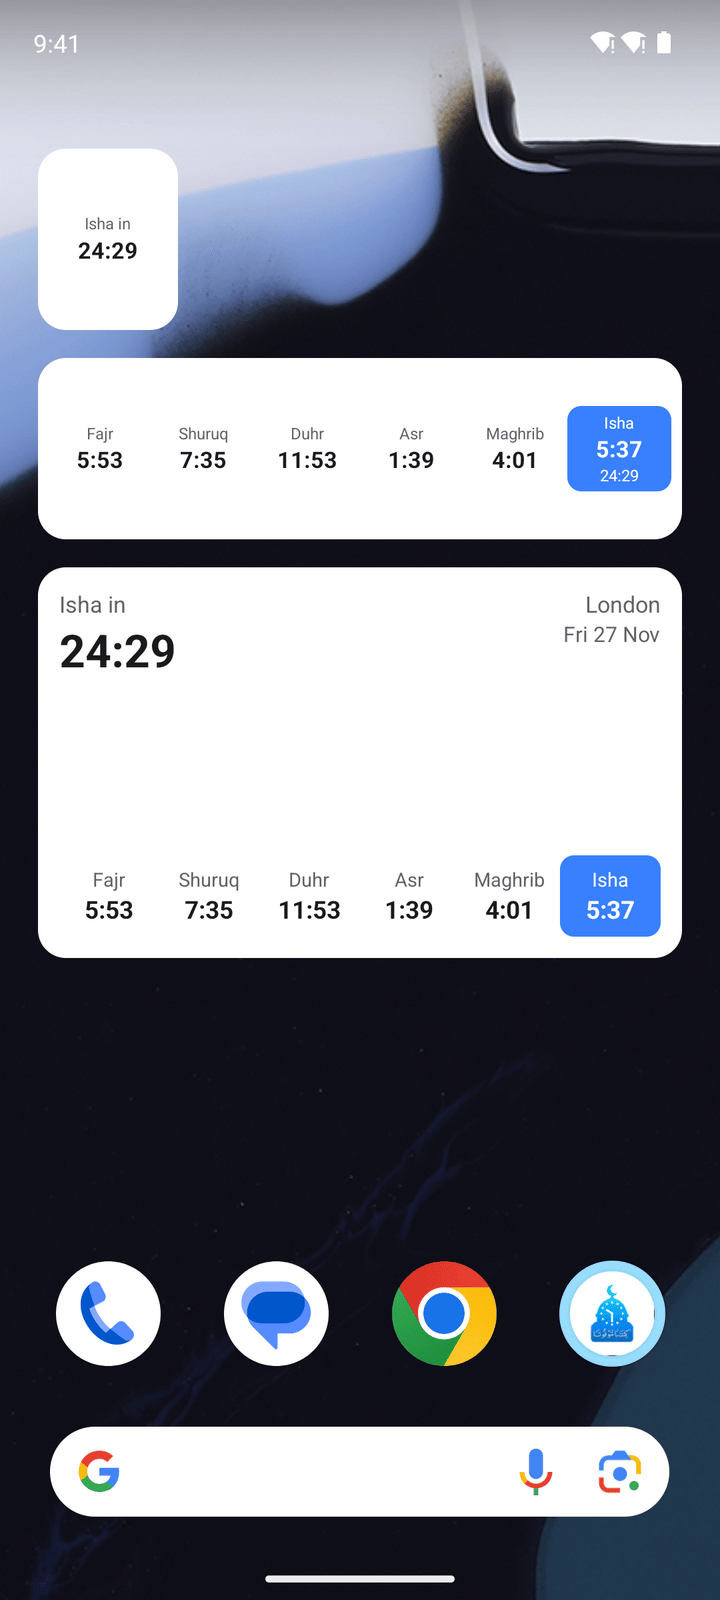 9:41
Isha in
24:29
Fajr Shuruq Duhr Asr Maghrib Isha
5:53 7:35 11:53 1:39 4:01 5:37
24:29
Isha in London
24:29 Fri 27 Nov
Fajr Shuruq Duhr Asr Maghrib Isha
5:53 7:35 11:53 1:39 4:01 5:37